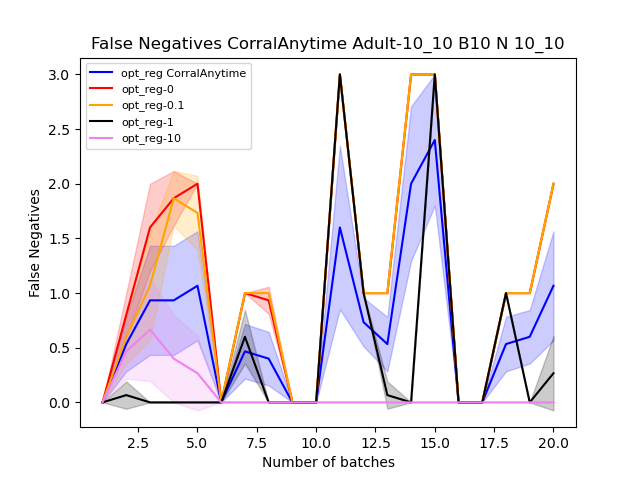 False Negatives CorralAnytime Adult-10_10 B10 N 10_10
opt_reg CorralAnytime
opt_reg-0
opt_reg-0.1
opt_reg-1
opt_reg-10
3.0
2.5
2.0
1.5
1.0
0.5
0.0
False Negatives
2.5 5.0 7.5 10.0 12.5 15.0 17.5 20.0
Number of batches